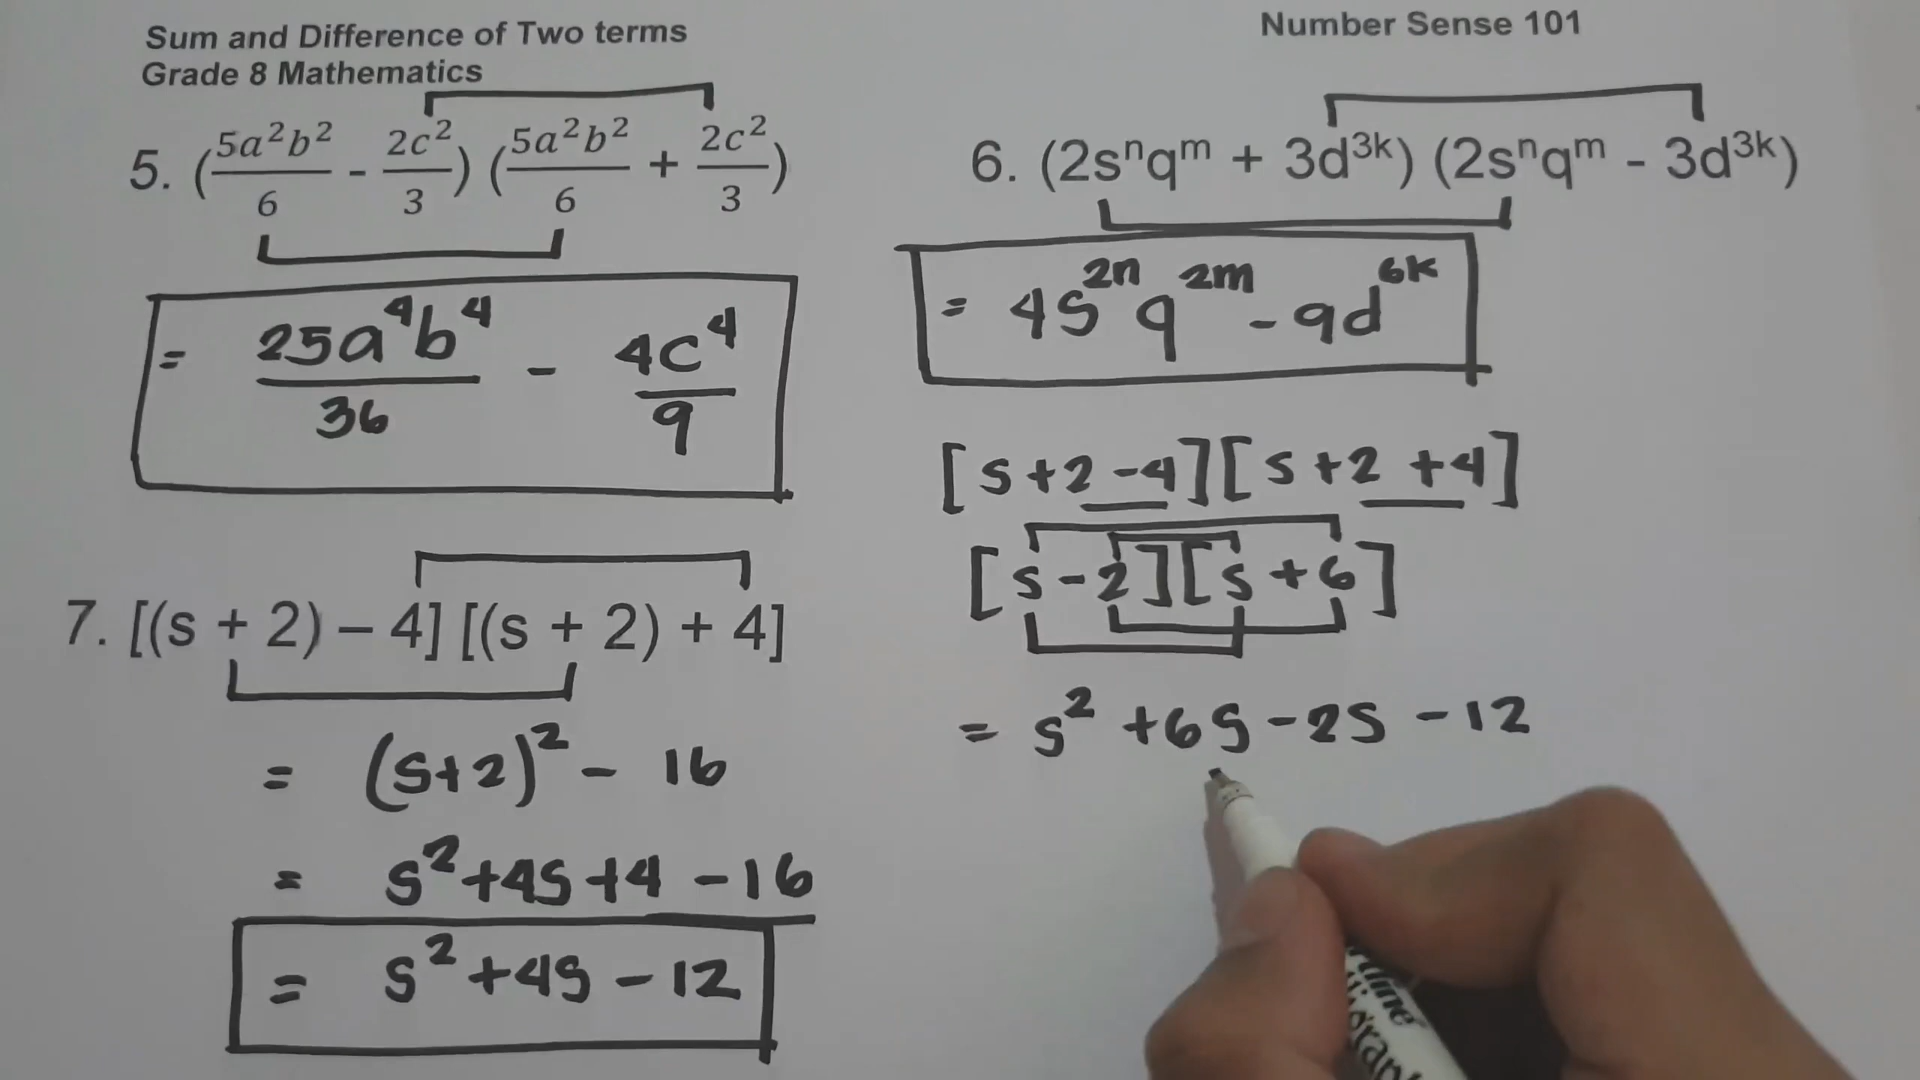 Sum and Difference of Two terms
Grade 8 Mathematics
Number Sense 101
5. (5a²b²/6 - 2c²/3) (5a²b²/6 + 2c²/3)
= 25a⁴b⁴/36 - 4c⁴/9
6. (2sⁿqᵐ + 3d³ᵏ) (2sⁿqᵐ - 3d³ᵏ)
= 4s²ⁿq²ᵐ - 9d⁶ᵏ
7. [(s + 2) – 4] [(s + 2) + 4]
= (s+2)² - 16
= s²+4s+4 -16
= s²+4s-12
[s+2-4][s+2+4]
[s-2][s+6]
= s²+6s-2s-12